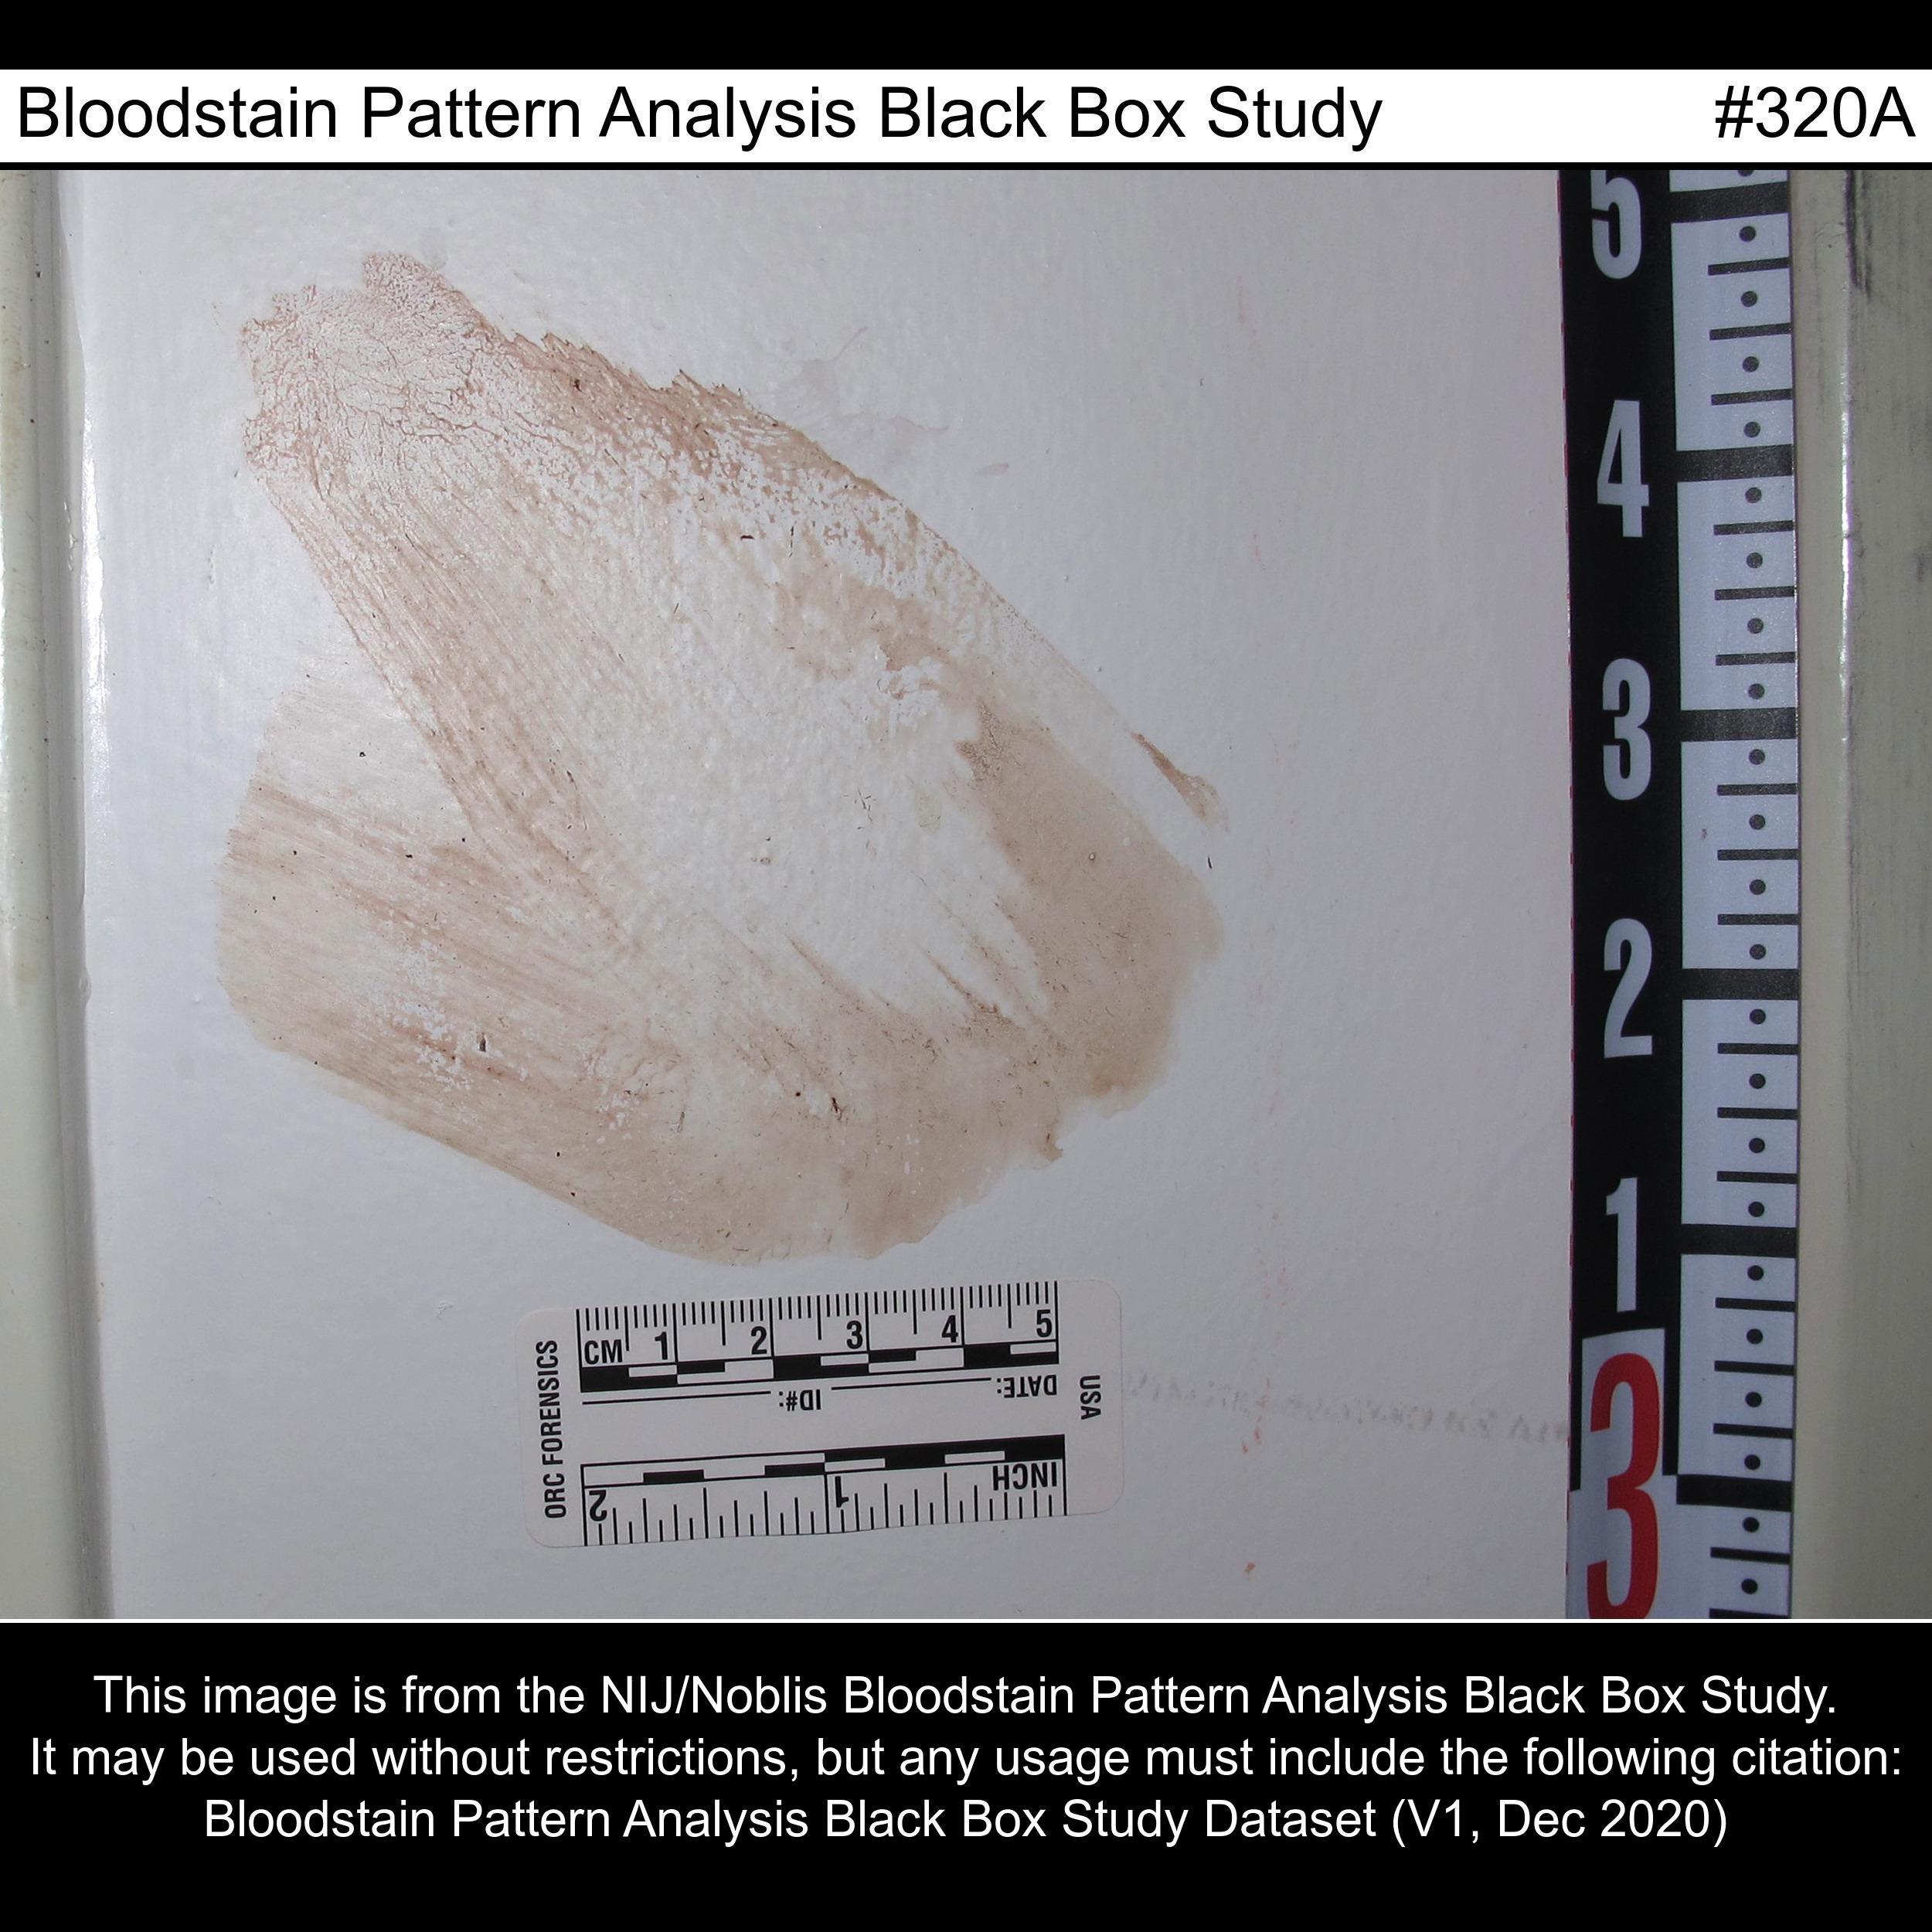 Bloodstain Pattern Analysis Black Box Study #320A
5
4
3
2
1
3
CM 1 2 3 4 5
ORC FORENSICS
ID#: DATE:
USA
2 1 INCH
This image is from the NIJ/Noblis Bloodstain Pattern Analysis Black Box Study.
It may be used without restrictions, but any usage must include the following citation:
Bloodstain Pattern Analysis Black Box Study Dataset (V1, Dec 2020)